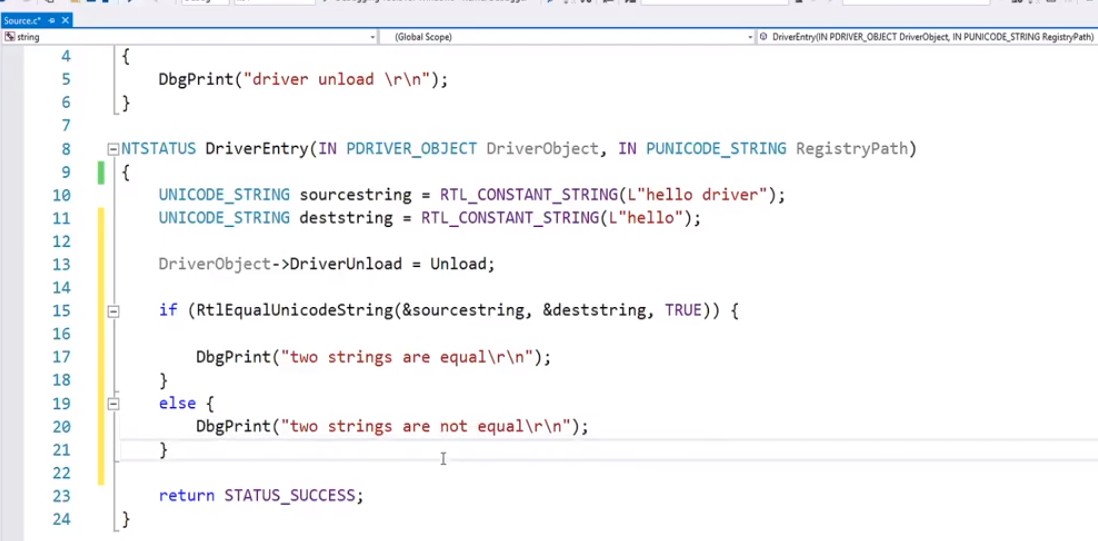 Source.c*
string
(Global Scope)
DriverEntry(IN PDRIVER_OBJECT DriverObject, IN PUNICODE_STRING RegistryPath)
4 {
5 DbgPrint("driver unload \r\n");
6 }
7
8 NTSTATUS DriverEntry(IN PDRIVER_OBJECT DriverObject, IN PUNICODE_STRING RegistryPath)
9 {
10 UNICODE_STRING sourcestring = RTL_CONSTANT_STRING(L"hello driver");
11 UNICODE_STRING deststring = RTL_CONSTANT_STRING(L"hello");
12
13 DriverObject->DriverUnload = Unload;
14
15 if (RtlEqualUnicodeString(&sourcestring, &deststring, TRUE)) {
16
17 DbgPrint("two strings are equal\r\n");
18 }
19 else {
20 DbgPrint("two strings are not equal\r\n");
21 }
22
23 return STATUS_SUCCESS;
24 }